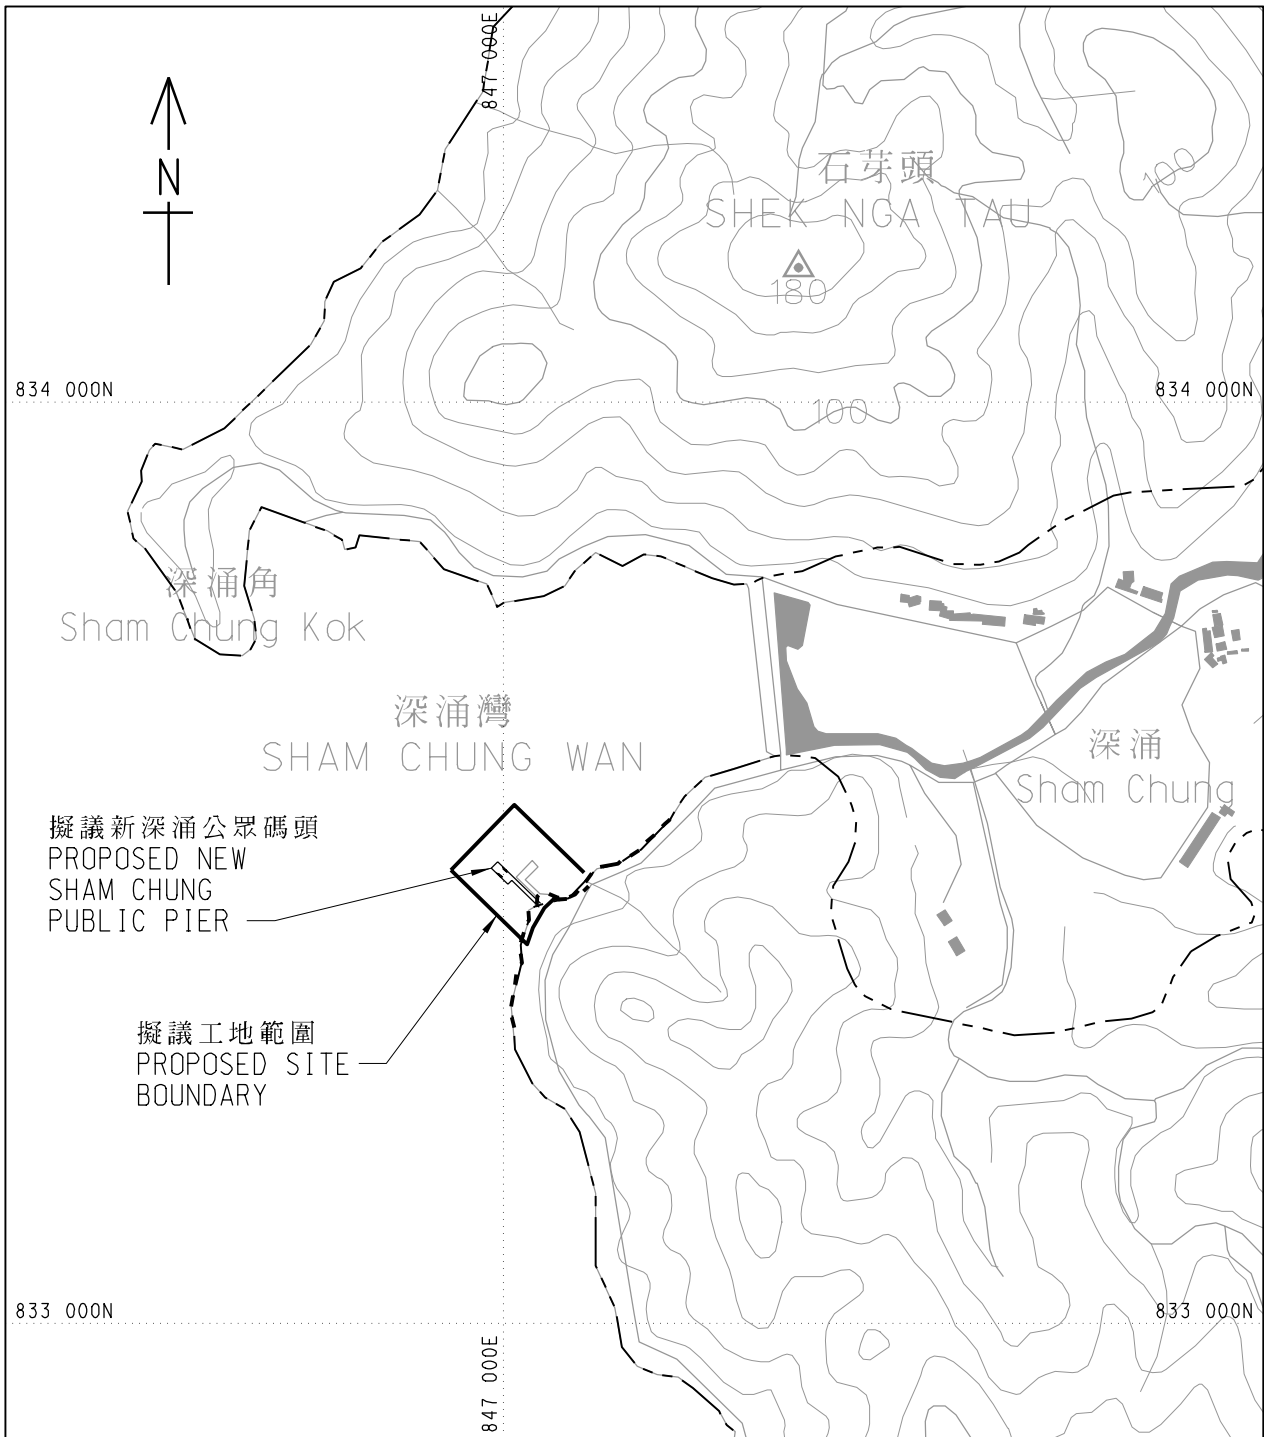 847 000E
N
石芽頭
SHEK NGA TAU
180
100
834 000N
834 000N
100
深涌角
Sham Chung Kok
深涌灣
SHAM CHUNG WAN
深涌
Sham Chung
擬議新深涌公眾碼頭
PROPOSED NEW
SHAM CHUNG
PUBLIC PIER
擬議工地範圍
PROPOSED SITE
BOUNDARY
833 000N
833 000N
847 000E